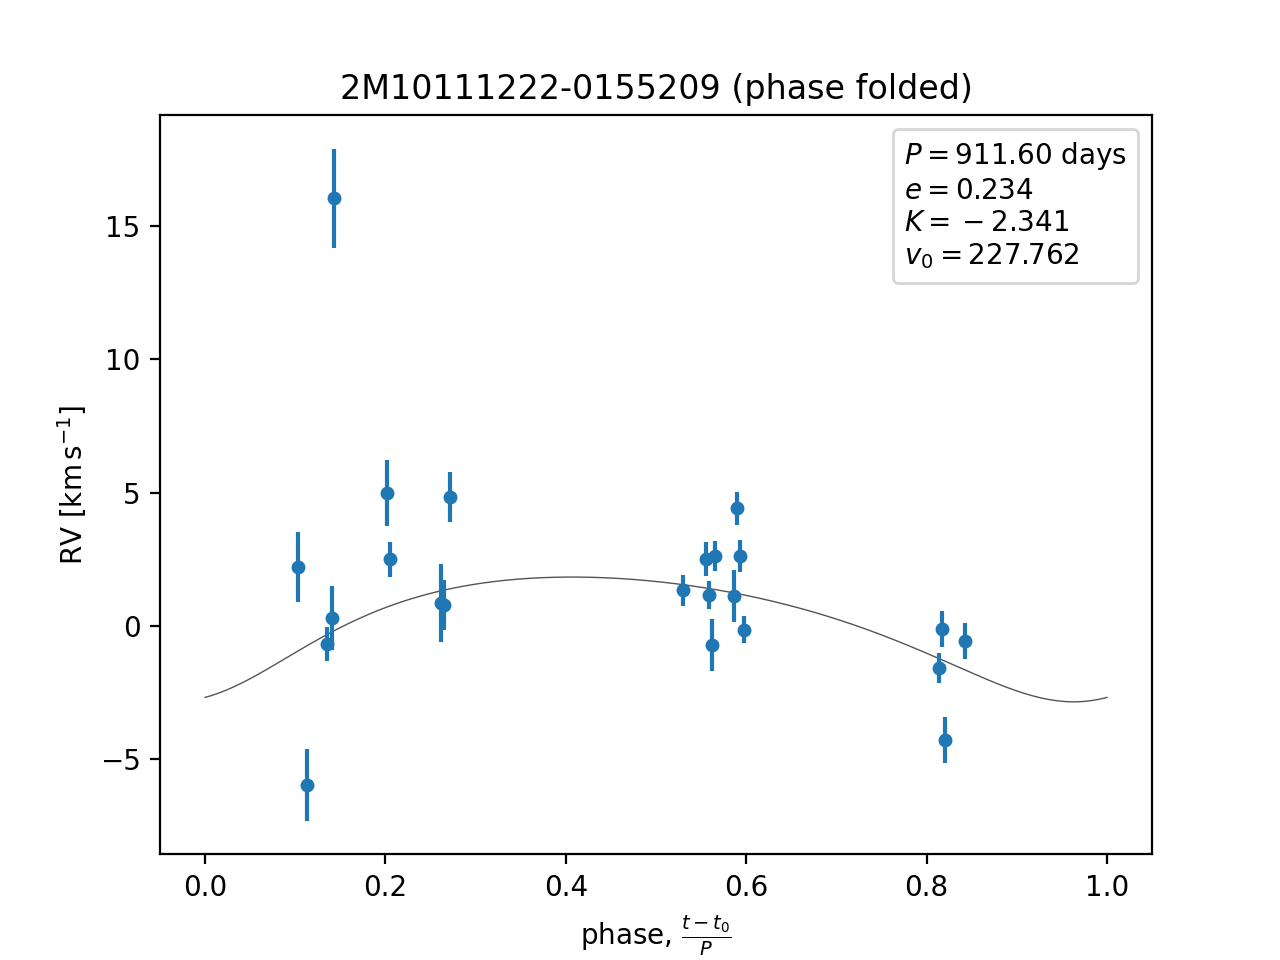 2M10111222-0155209 (phase folded)
P = 911.60 days
e = 0.234
K = −2.341
v₀ = 227.762
RV [km s⁻¹]
15
10
5
0
−5
0.0 0.2 0.4 0.6 0.8 1.0
phase, (t − t₀)/P